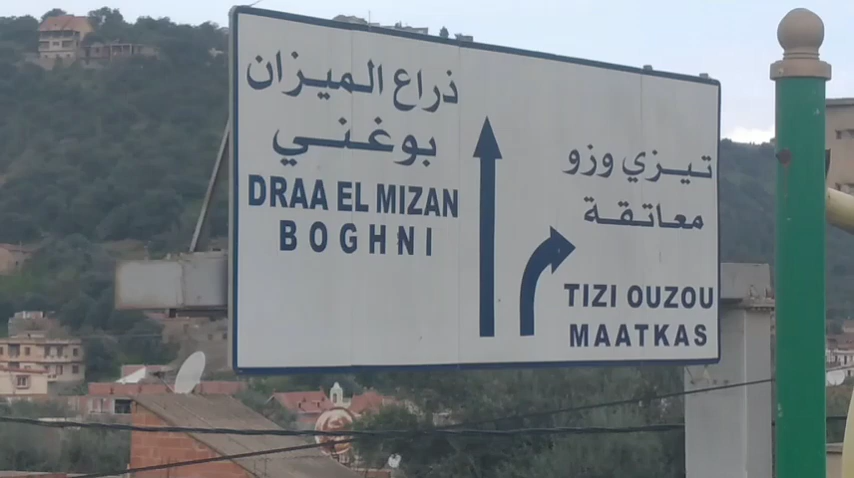 ذراع الميزان
بوغني
DRAA EL MIZAN
BOGHNI
تيزي وزو
معاتقة
TIZI OUZOU
MAATKAS